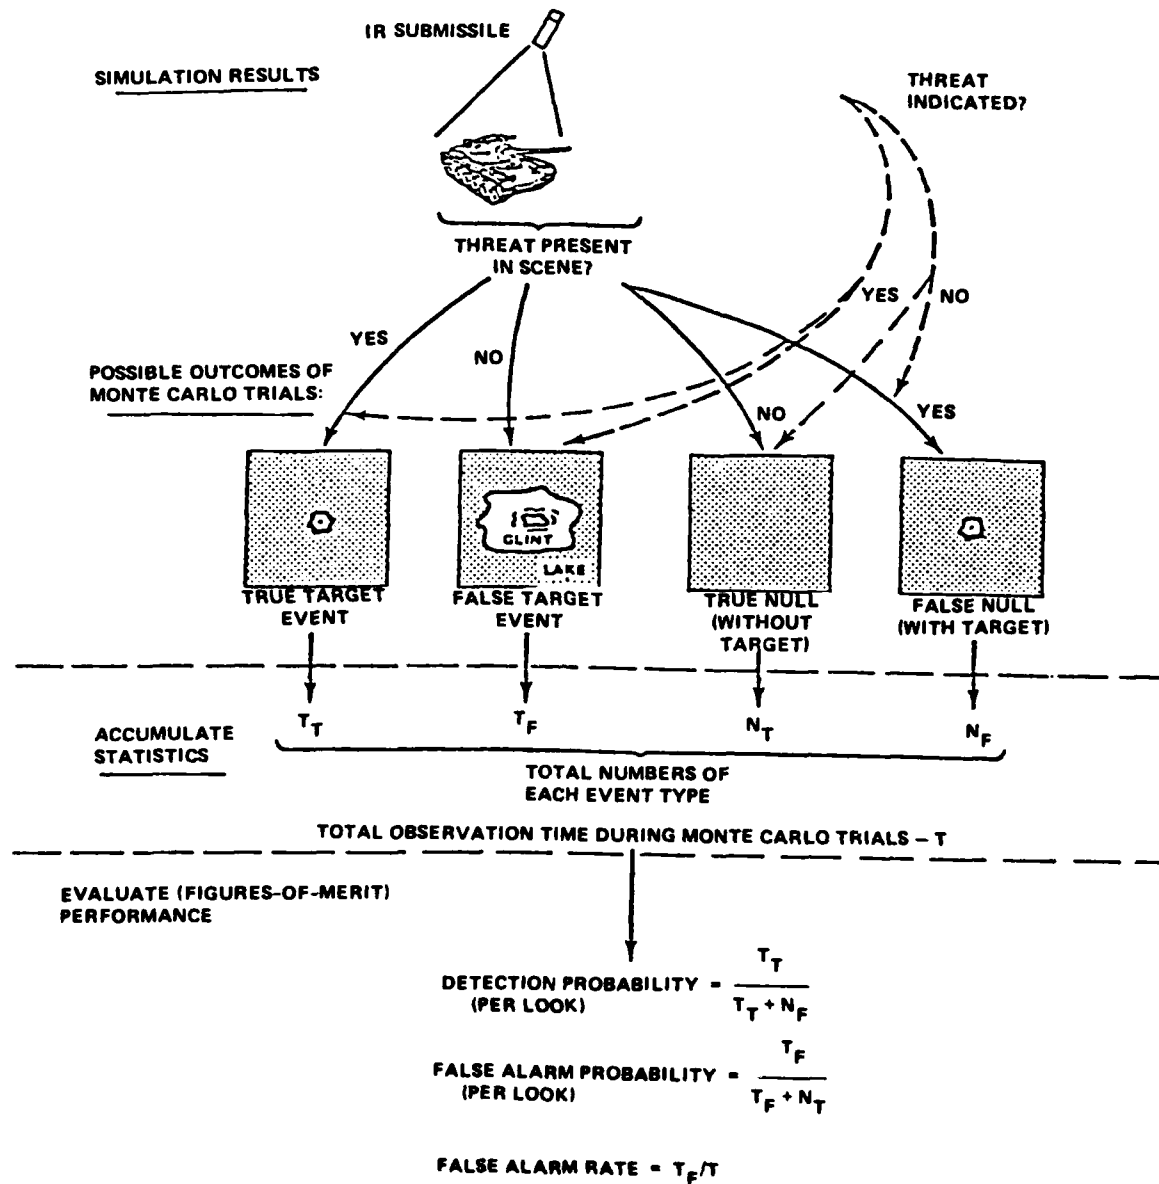 IR SUBMISSILE
SIMULATION RESULTS
THREAT
INDICATED?
THREAT PRESENT
IN SCENE?
YES
NO
YES
NO
POSSIBLE OUTCOMES OF
MONTE CARLO TRIALS:
NO
YES
GLINT
LAKE
TRUE TARGET
EVENT
FALSE TARGET
EVENT
TRUE NULL
(WITHOUT
TARGET)
FALSE NULL
(WITH TARGET)
T_T
T_F
N_T
N_F
ACCUMULATE
STATISTICS
TOTAL NUMBERS OF
EACH EVENT TYPE
TOTAL OBSERVATION TIME DURING MONTE CARLO TRIALS – T
EVALUATE (FIGURES-OF-MERIT)
PERFORMANCE
DETECTION PROBABILITY = T_T / T_T + N_F
(PER LOOK)
FALSE ALARM PROBABILITY = T_F / T_F + N_T
(PER LOOK)
FALSE ALARM RATE = T_F/T